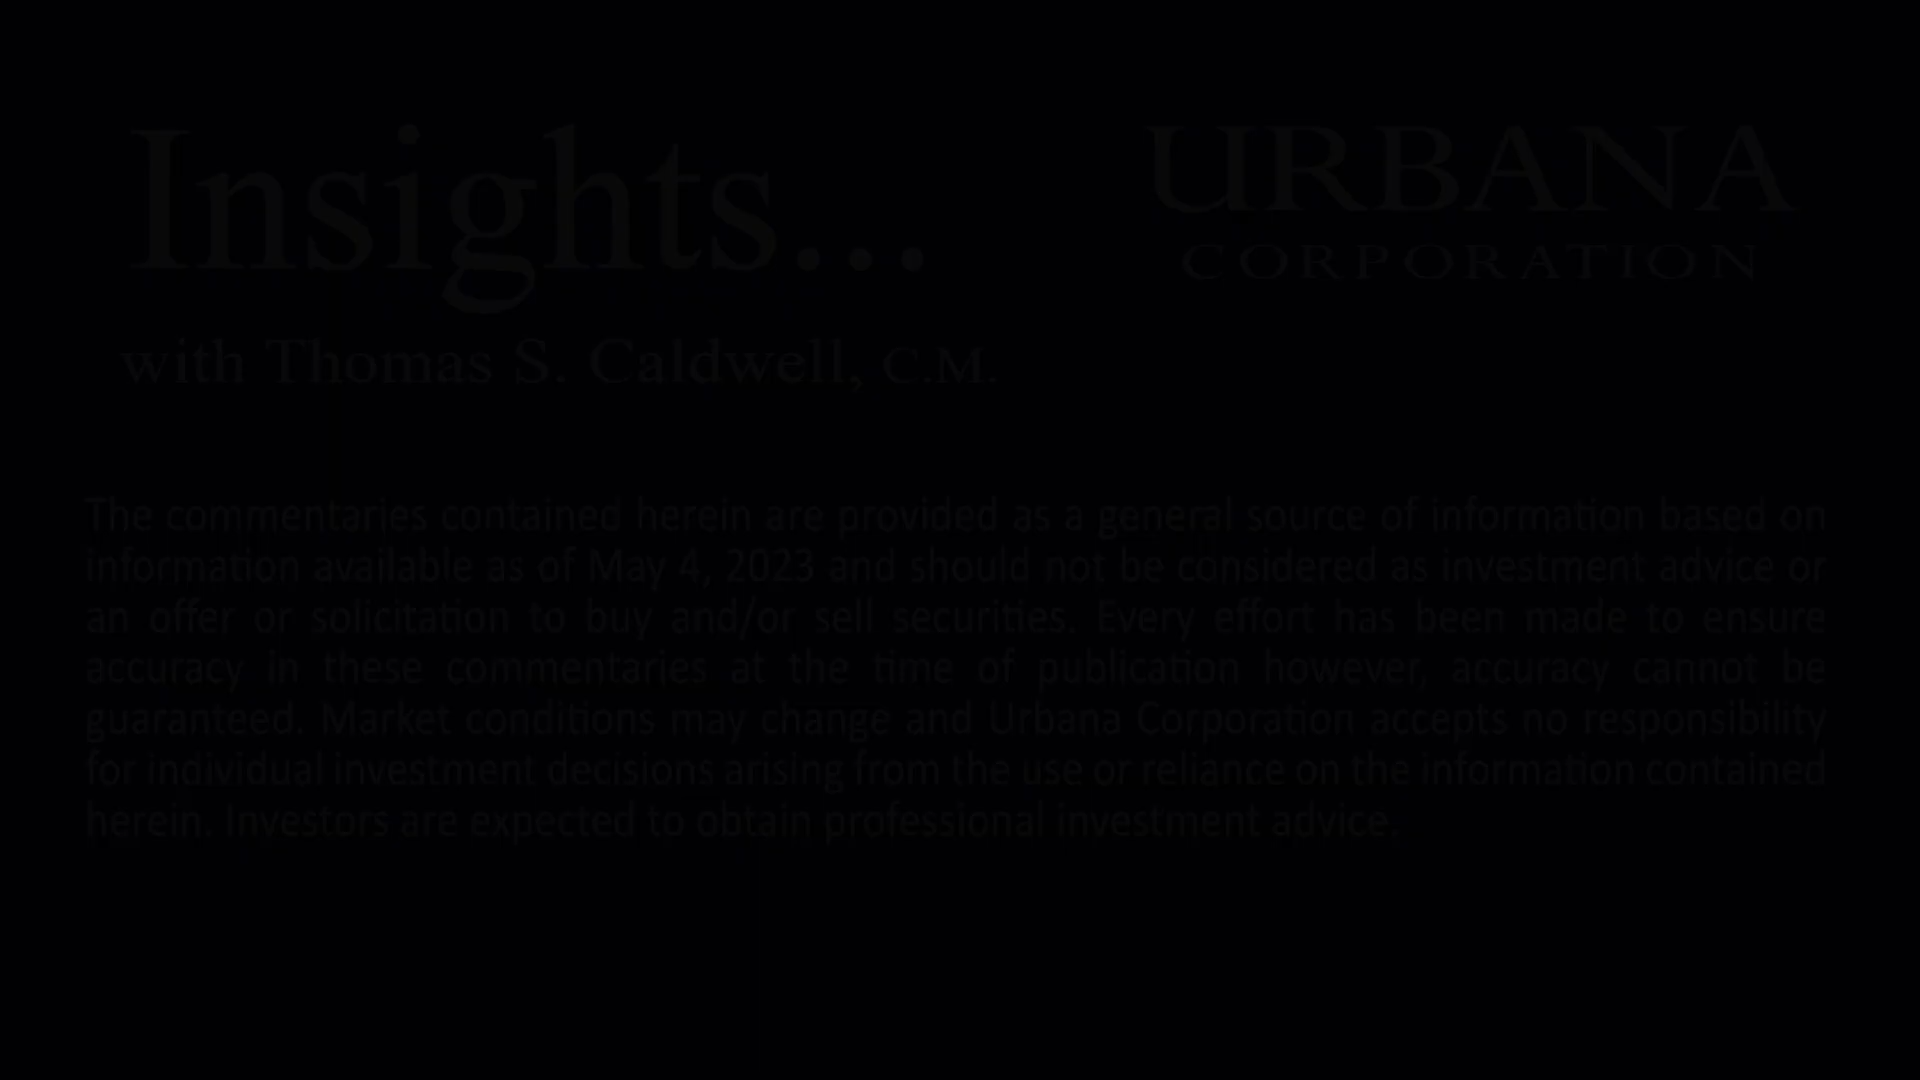 Insights...
URBANA
CORPORATION
with Thomas S. Caldwell, C.M.
The commentaries contained herein are provided as a general source of information based on
information available as of May 4, 2023 and should not be considered as investment advice or
an offer or solicitation to buy and/or sell securities. Every effort has been made to ensure
accuracy in these commentaries at the time of publication however, accuracy cannot be
guaranteed. Market conditions may change and Urbana Corporation accepts no responsibility
for individual investment decisions arising from the use or reliance on the information contained
herein. Investors are expected to obtain professional investment advice.